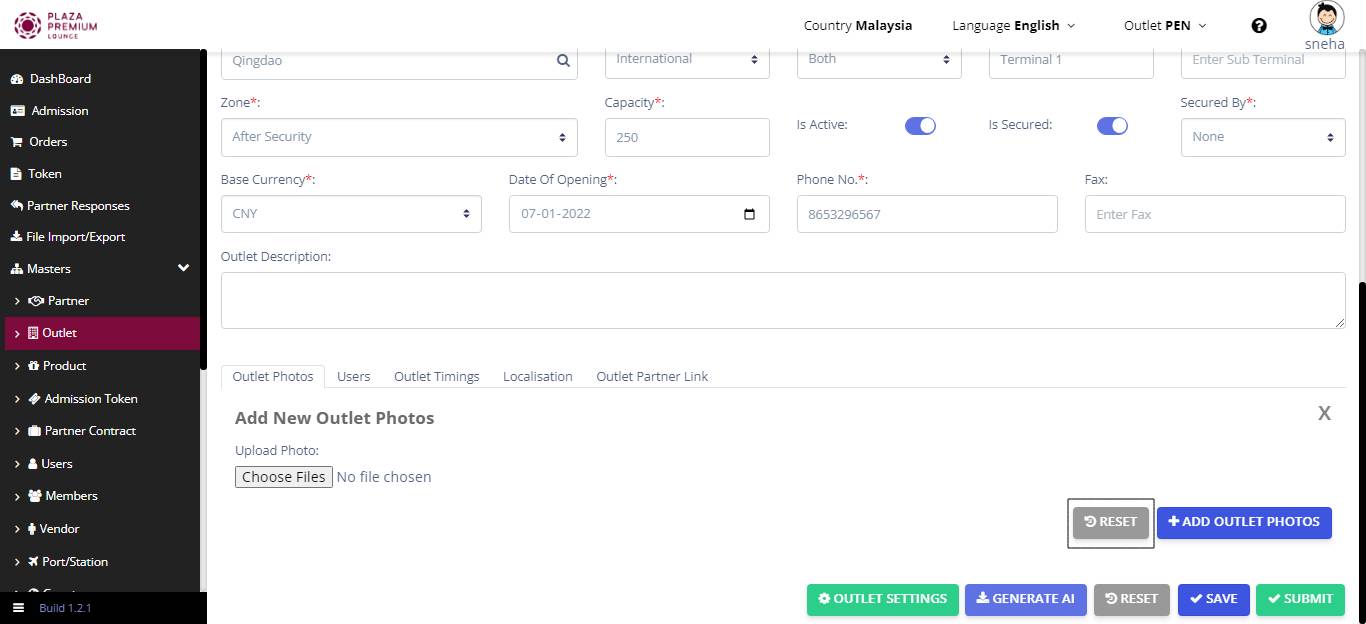 PLAZA
PREMIUM
LOUNGE
Country Malaysia
Language English
Outlet PEN
sneha
DashBoard
Admission
Orders
Token
Partner Responses
File Import/Export
Masters
Partner
Outlet
Product
Admission Token
Partner Contract
Users
Members
Vendor
Port/Station
Build 1.2.1
Qingdao
International
Both
Terminal 1
Enter Sub Terminal
Zone*:
Capacity*:
Is Active:
Is Secured:
Secured By*:
After Security
250
None
Base Currency*:
Date Of Opening*:
Phone No.*:
Fax:
CNY
07-01-2022
8653296567
Enter Fax
Outlet Description:
Outlet Photos
Users
Outlet Timings
Localisation
Outlet Partner Link
Add New Outlet Photos
X
Upload Photo:
Choose Files No file chosen
RESET
ADD OUTLET PHOTOS
OUTLET SETTINGS
GENERATE AI
RESET
SAVE
SUBMIT